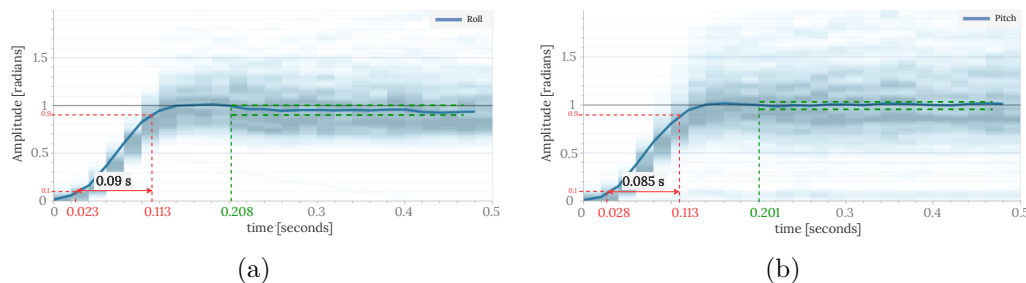 Roll
Amplitude [radians]
1.5
1
0.9
0.5
0.1
0
0.09 s
0 0.023 0.113 0.208 0.3 0.4 0.5
time [seconds]
(a)
Pitch
Amplitude [radians]
1.5
1
0.9
0.5
0.1
0
0.085 s
0 0.028 0.113 0.201 0.3 0.4 0.5
time [seconds]
(b)